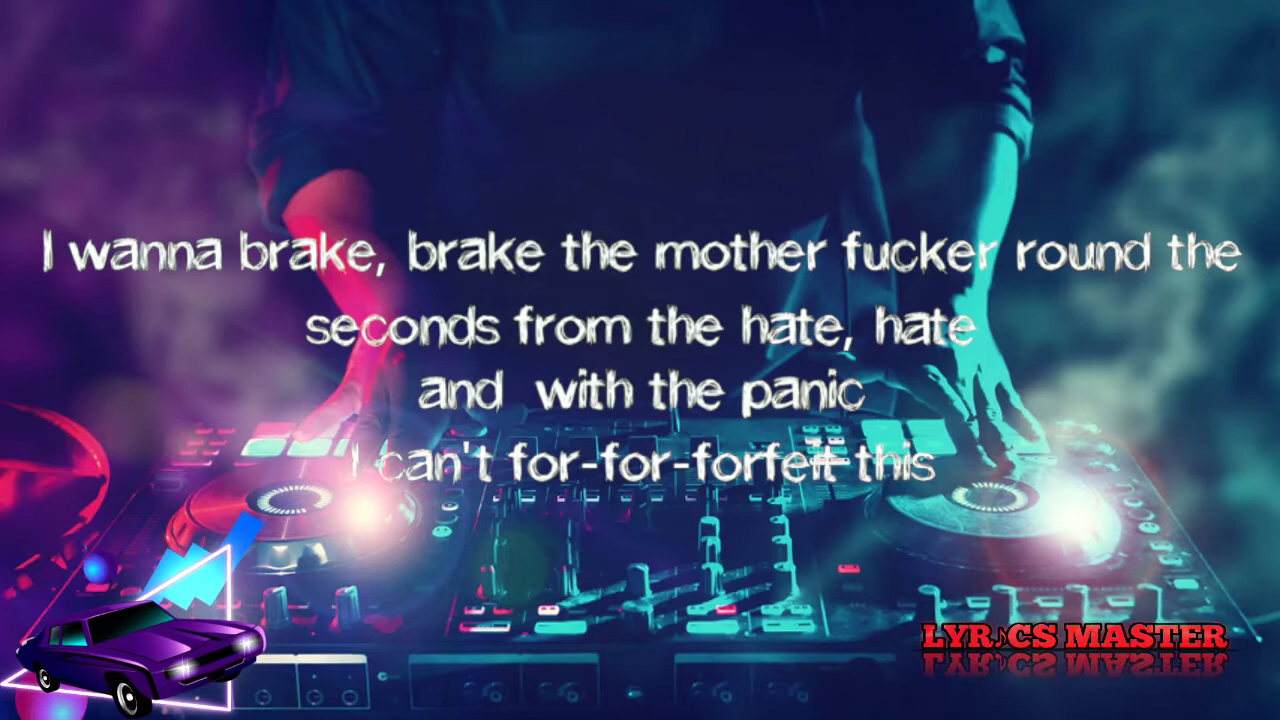 I wanna brake, brake the mother fucker round the
seconds from the hate, hate
and  with the panic
I can't for-for-forfeit this
LYRICS MASTER